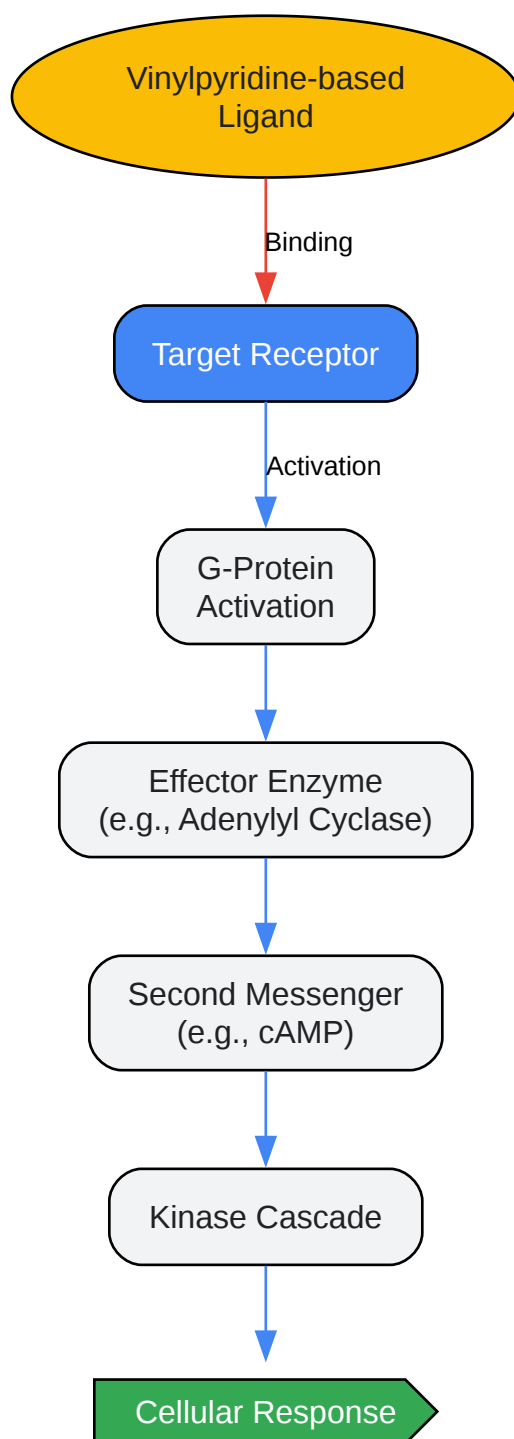 Vinylpyridine-based
Ligand
Binding
Target Receptor
Activation
G-Protein
Activation
Effector Enzyme
(e.g., Adenylyl Cyclase)
Second Messenger
(e.g., cAMP)
Kinase Cascade
Cellular Response